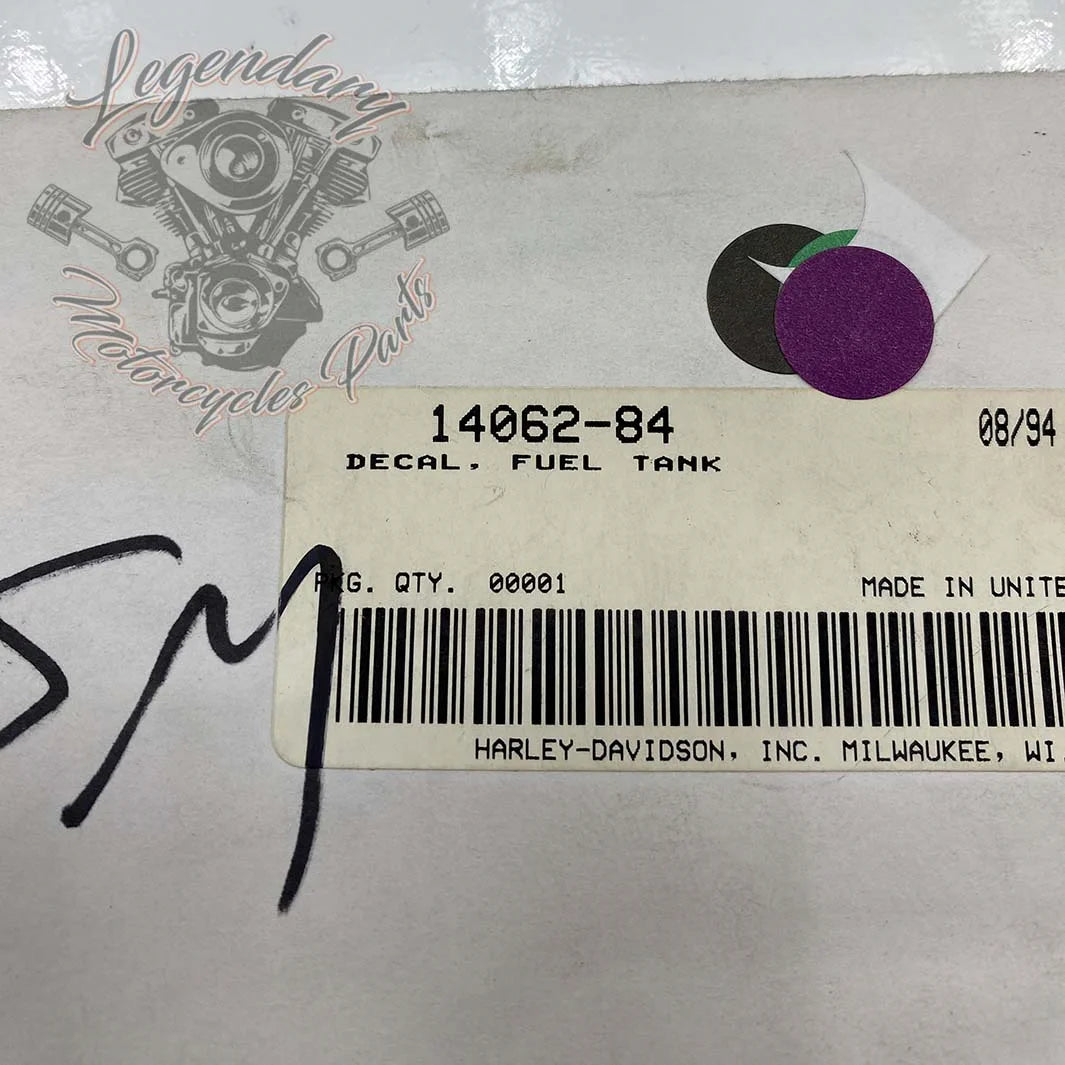 Legendary
Motorcycles Parts
14062-84 08/94
DECAL, FUEL TANK
SM
PKG. QTY. 00001 MADE IN UNITE
HARLEY-DAVIDSON, INC. MILWAUKEE, WI.